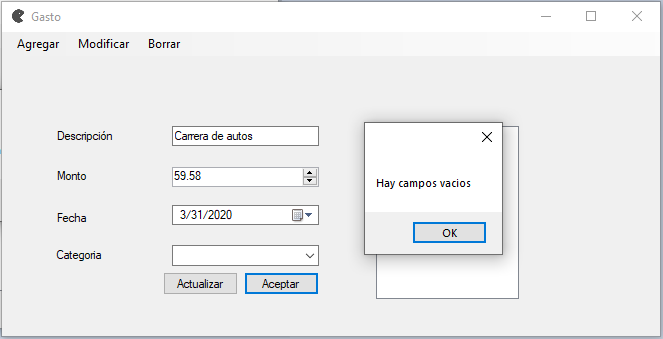 Gasto
Agregar Modificar Borrar
Descripción Carrera de autos
Monto 59.58
Fecha 3/31/2020
Categoria
Actualizar Aceptar
Hay campos vacios
OK